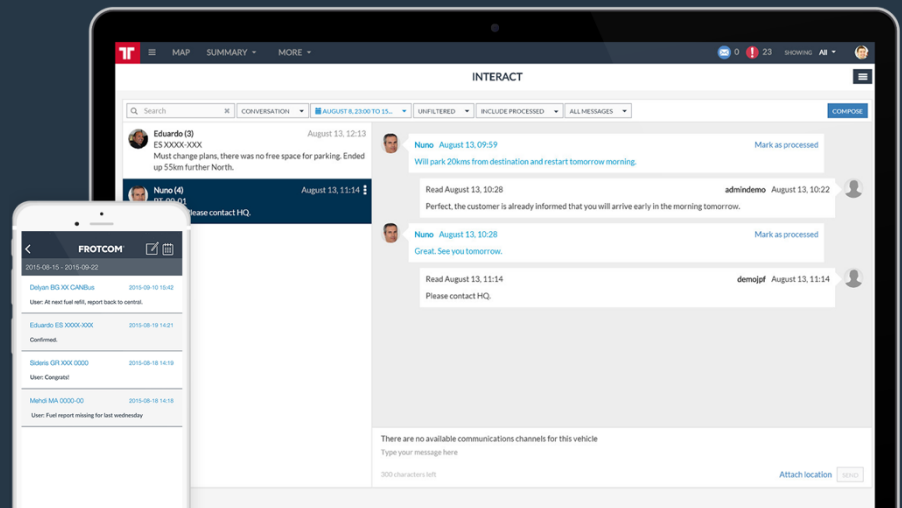 MAP SUMMARY MORE 0 23 SHOWING All
INTERACT
Search CONVERSATION AUGUST 8, 23:00 TO 15... UNFILTERED INCLUDE PROCESSED ALL MESSAGES COMPOSE
Eduardo (3) August 13, 12:13
ES XXXX-XXX
Must change plans, there was no free space for parking. Ended
up 55km further North.
Nuno (4) August 13, 11:14
lease contact HQ.
Nuno August 13, 09:59 Mark as processed
Will park 20kms from destination and restart tomorrow morning.
Read August 13, 10:28 admindemo August 13, 10:22
Perfect, the customer is already informed that you will arrive early in the morning tomorrow.
Nuno August 13, 10:28 Mark as processed
Great. See you tomorrow.
Read August 13, 11:14 demojpf August 13, 11:14
Please contact HQ.
There are no available communications channels for this vehicle
Type your message here
300 characters left
Attach location SEND
FROTCOM
2015-08-15 - 2015-09-22
Delyan BG XX CANBus 2015-09-10 15:42
User: At next fuel refill, report back to central.
Eduardo ES XXXX-XXX 2015-08-19 14:21
Confirmed.
Sideris GR XXX 0000 2015-08-18 14:19
User: Congrats!
Mehdi MA 0000-00 2015-08-18 14:18
User: Fuel report missing for last wednesday